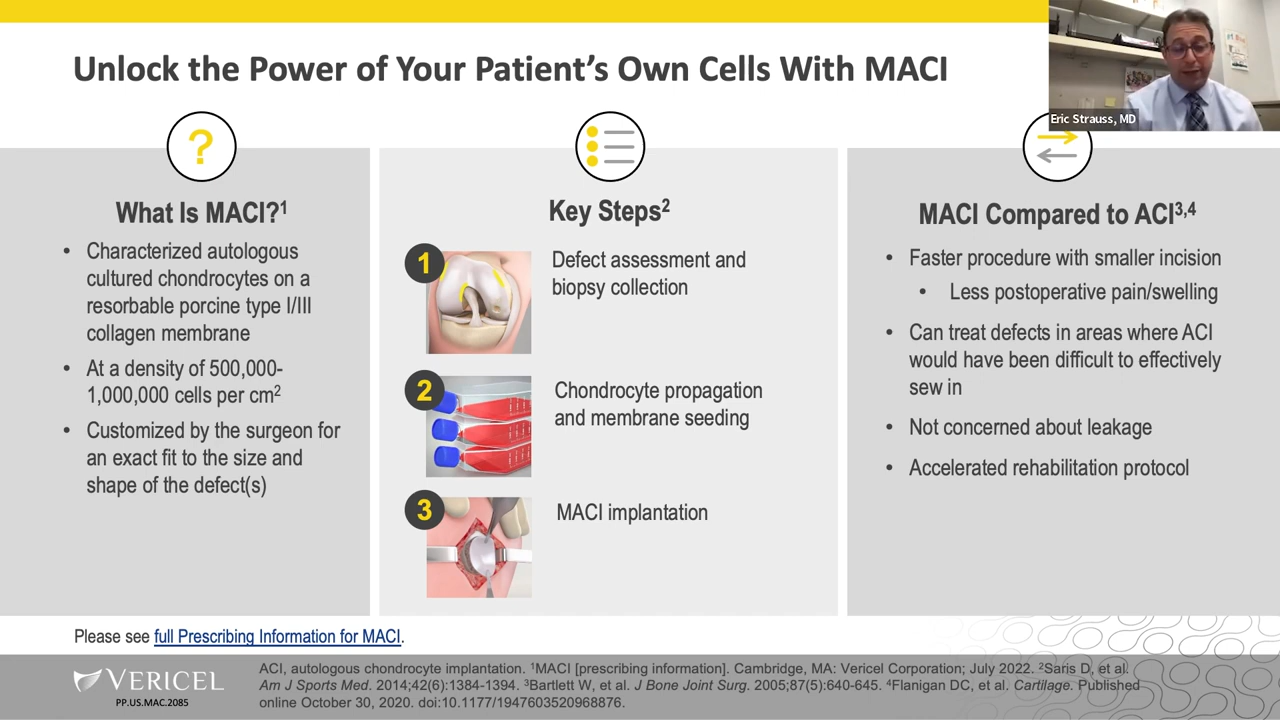 Unlock the Power of Your Patient's Own Cells With MACI
Eric Strauss, MD
?
What Is MACI?¹
• Characterized autologous
cultured chondrocytes on a
resorbable porcine type I/III
collagen membrane
• At a density of 500,000-
1,000,000 cells per cm²
• Customized by the surgeon for
an exact fit to the size and
shape of the defect(s)
Key Steps²
1
Defect assessment and
biopsy collection
2
Chondrocyte propagation
and membrane seeding
3
MACI implantation
MACI Compared to ACI³,⁴
• Faster procedure with smaller incision
• Less postoperative pain/swelling
• Can treat defects in areas where ACI
would have been difficult to effectively
sew in
• Not concerned about leakage
• Accelerated rehabilitation protocol
Please see full Prescribing Information for MACI.
VERICEL
PP.US.MAC.2085
ACI, autologous chondrocyte implantation. ¹MACI [prescribing information]. Cambridge, MA: Vericel Corporation; July 2022. ²Saris D, et al.
Am J Sports Med. 2014;42(6):1384-1394. ³Bartlett W, et al. J Bone Joint Surg. 2005;87(5):640-645. ⁴Flanigan DC, et al. Cartilage. Published
online October 30, 2020. doi:10.1177/1947603520968876.